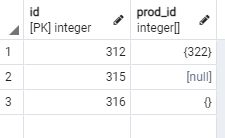 id prod_id
[PK] integer integer[]
1 312 {322}
2 315 [null]
3 316 {}